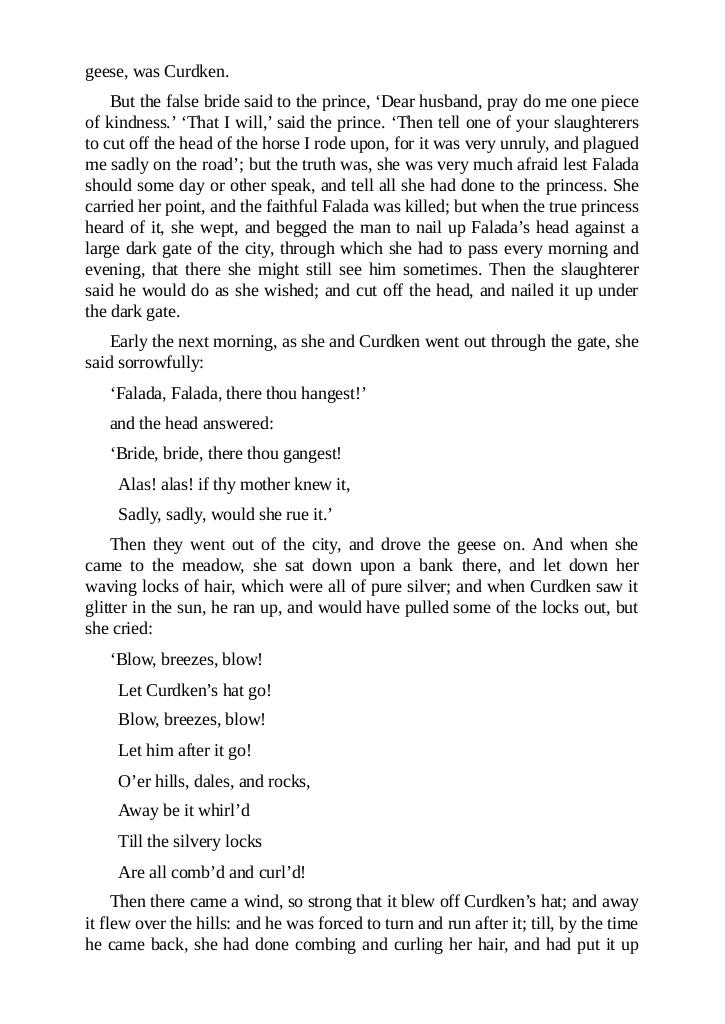 geese, was Curdken.
But the false bride said to the prince, ‘Dear husband, pray do me one piece
of kindness.’ ‘That I will,’ said the prince. ‘Then tell one of your slaughterers
to cut off the head of the horse I rode upon, for it was very unruly, and plagued
me sadly on the road’; but the truth was, she was very much afraid lest Falada
should some day or other speak, and tell all she had done to the princess. She
carried her point, and the faithful Falada was killed; but when the true princess
heard of it, she wept, and begged the man to nail up Falada’s head against a
large dark gate of the city, through which she had to pass every morning and
evening, that there she might still see him sometimes. Then the slaughterer
said he would do as she wished; and cut off the head, and nailed it up under
the dark gate.
Early the next morning, as she and Curdken went out through the gate, she
said sorrowfully:
‘Falada, Falada, there thou hangest!’
and the head answered:
‘Bride, bride, there thou gangest!
Alas! alas! if thy mother knew it,
Sadly, sadly, would she rue it.’
Then they went out of the city, and drove the geese on. And when she
came to the meadow, she sat down upon a bank there, and let down her
waving locks of hair, which were all of pure silver; and when Curdken saw it
glitter in the sun, he ran up, and would have pulled some of the locks out, but
she cried:
‘Blow, breezes, blow!
Let Curdken’s hat go!
Blow, breezes, blow!
Let him after it go!
O’er hills, dales, and rocks,
Away be it whirl’d
Till the silvery locks
Are all comb’d and curl’d!
Then there came a wind, so strong that it blew off Curdken’s hat; and away
it flew over the hills: and he was forced to turn and run after it; till, by the time
he came back, she had done combing and curling her hair, and had put it up